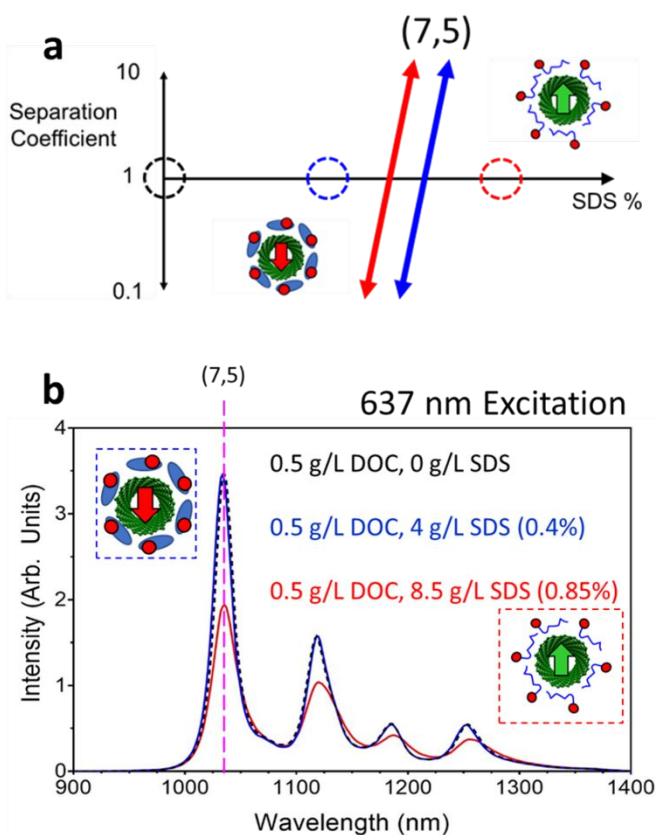 a
(7,5)
10
Separation
Coefficient
1
SDS %
0.1
b
(7,5)
637 nm Excitation
4
0.5 g/L DOC, 0 g/L SDS
3
0.5 g/L DOC, 4 g/L SDS (0.4%)
2
0.5 g/L DOC, 8.5 g/L SDS (0.85%)
1
0
Intensity (Arb. Units)
900 1000 1100 1200 1300 1400
Wavelength (nm)